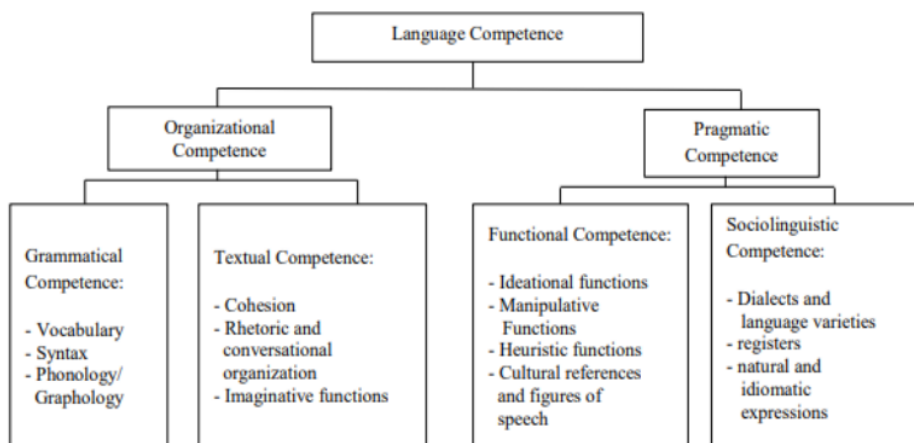 Language Competence
Organizational
Competence
Pragmatic
Competence
Grammatical
Competence:
- Vocabulary
- Syntax
- Phonology/
Graphology
Textual Competence:
- Cohesion
- Rhetoric and
conversational
organization
- Imaginative functions
Functional Competence:
- Ideational functions
- Manipulative
Functions
- Heuristic functions
- Cultural references
and figures of
speech
Sociolinguistic
Competence:
- Dialects and
language varieties
- registers
- natural and
idiomatic
expressions